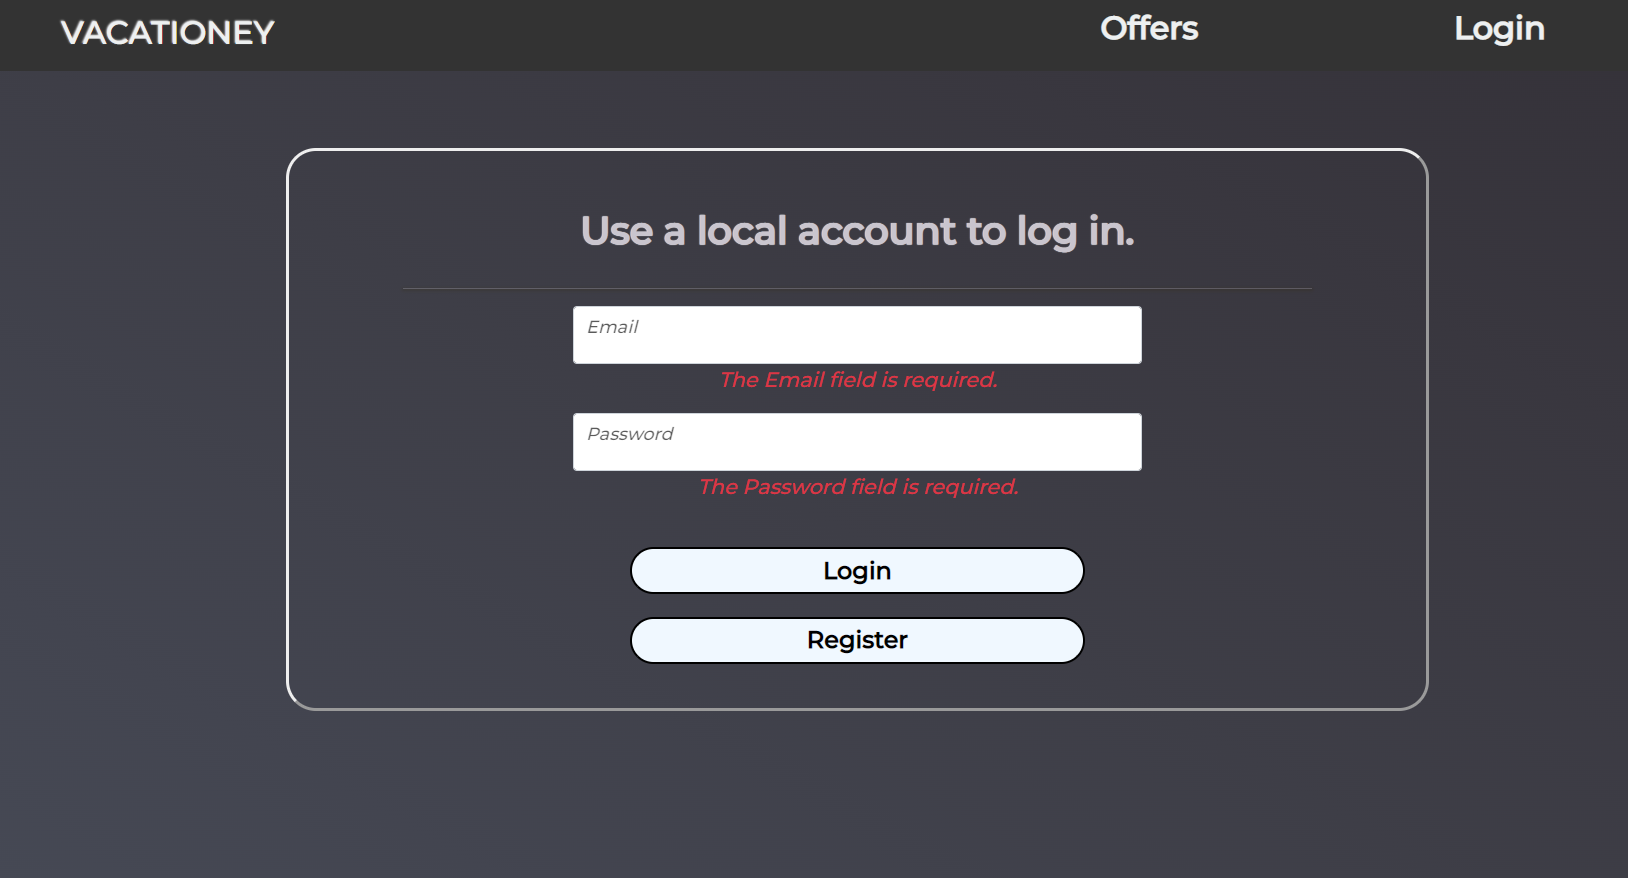 VACATIONEY Offers Login
Use a local account to log in.
Email
The Email field is required.
Password
The Password field is required.
Login
Register